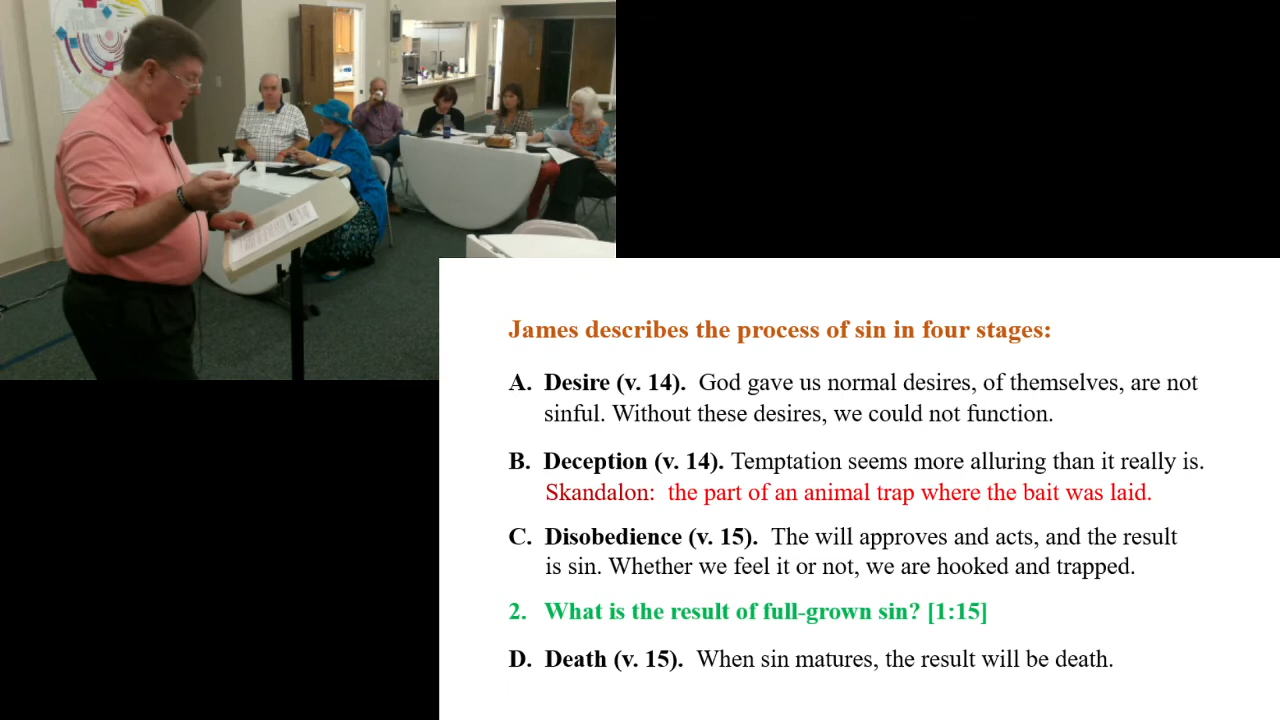 James describes the process of sin in four stages:
A. Desire (v. 14). God gave us normal desires, of themselves, are not
sinful. Without these desires, we could not function.
B. Deception (v. 14). Temptation seems more alluring than it really is.
Skandalon: the part of an animal trap where the bait was laid.
C. Disobedience (v. 15). The will approves and acts, and the result
is sin. Whether we feel it or not, we are hooked and trapped.
2. What is the result of full-grown sin? [1:15]
D. Death (v. 15). When sin matures, the result will be death.